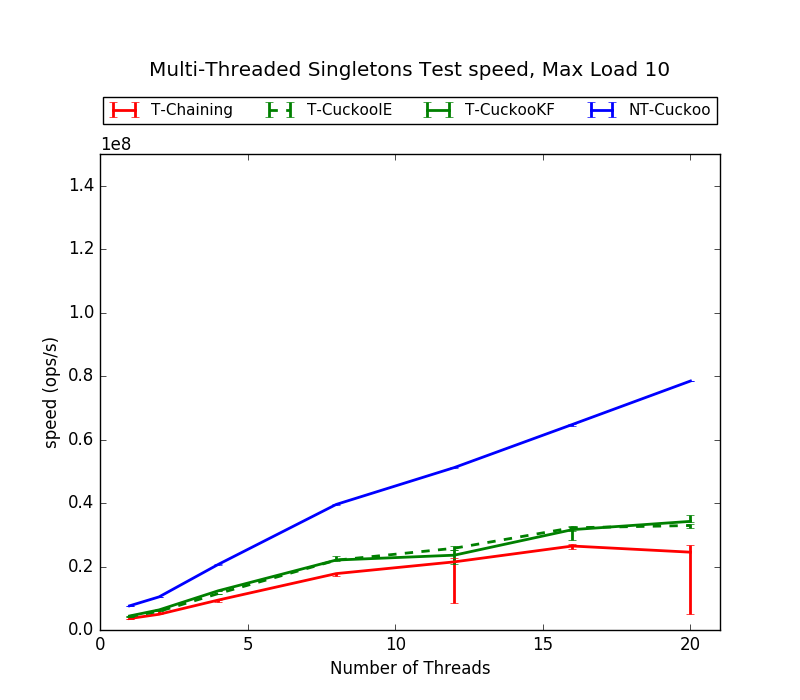 Multi-Threaded Singletons Test speed, Max Load 10
T-Chaining T-CuckooIE T-CuckooKF NT-Cuckoo
1e8
1.4
1.2
1.0
0.8
0.6
0.4
0.2
0.0
speed (ops/s)
0 5 10 15 20
Number of Threads